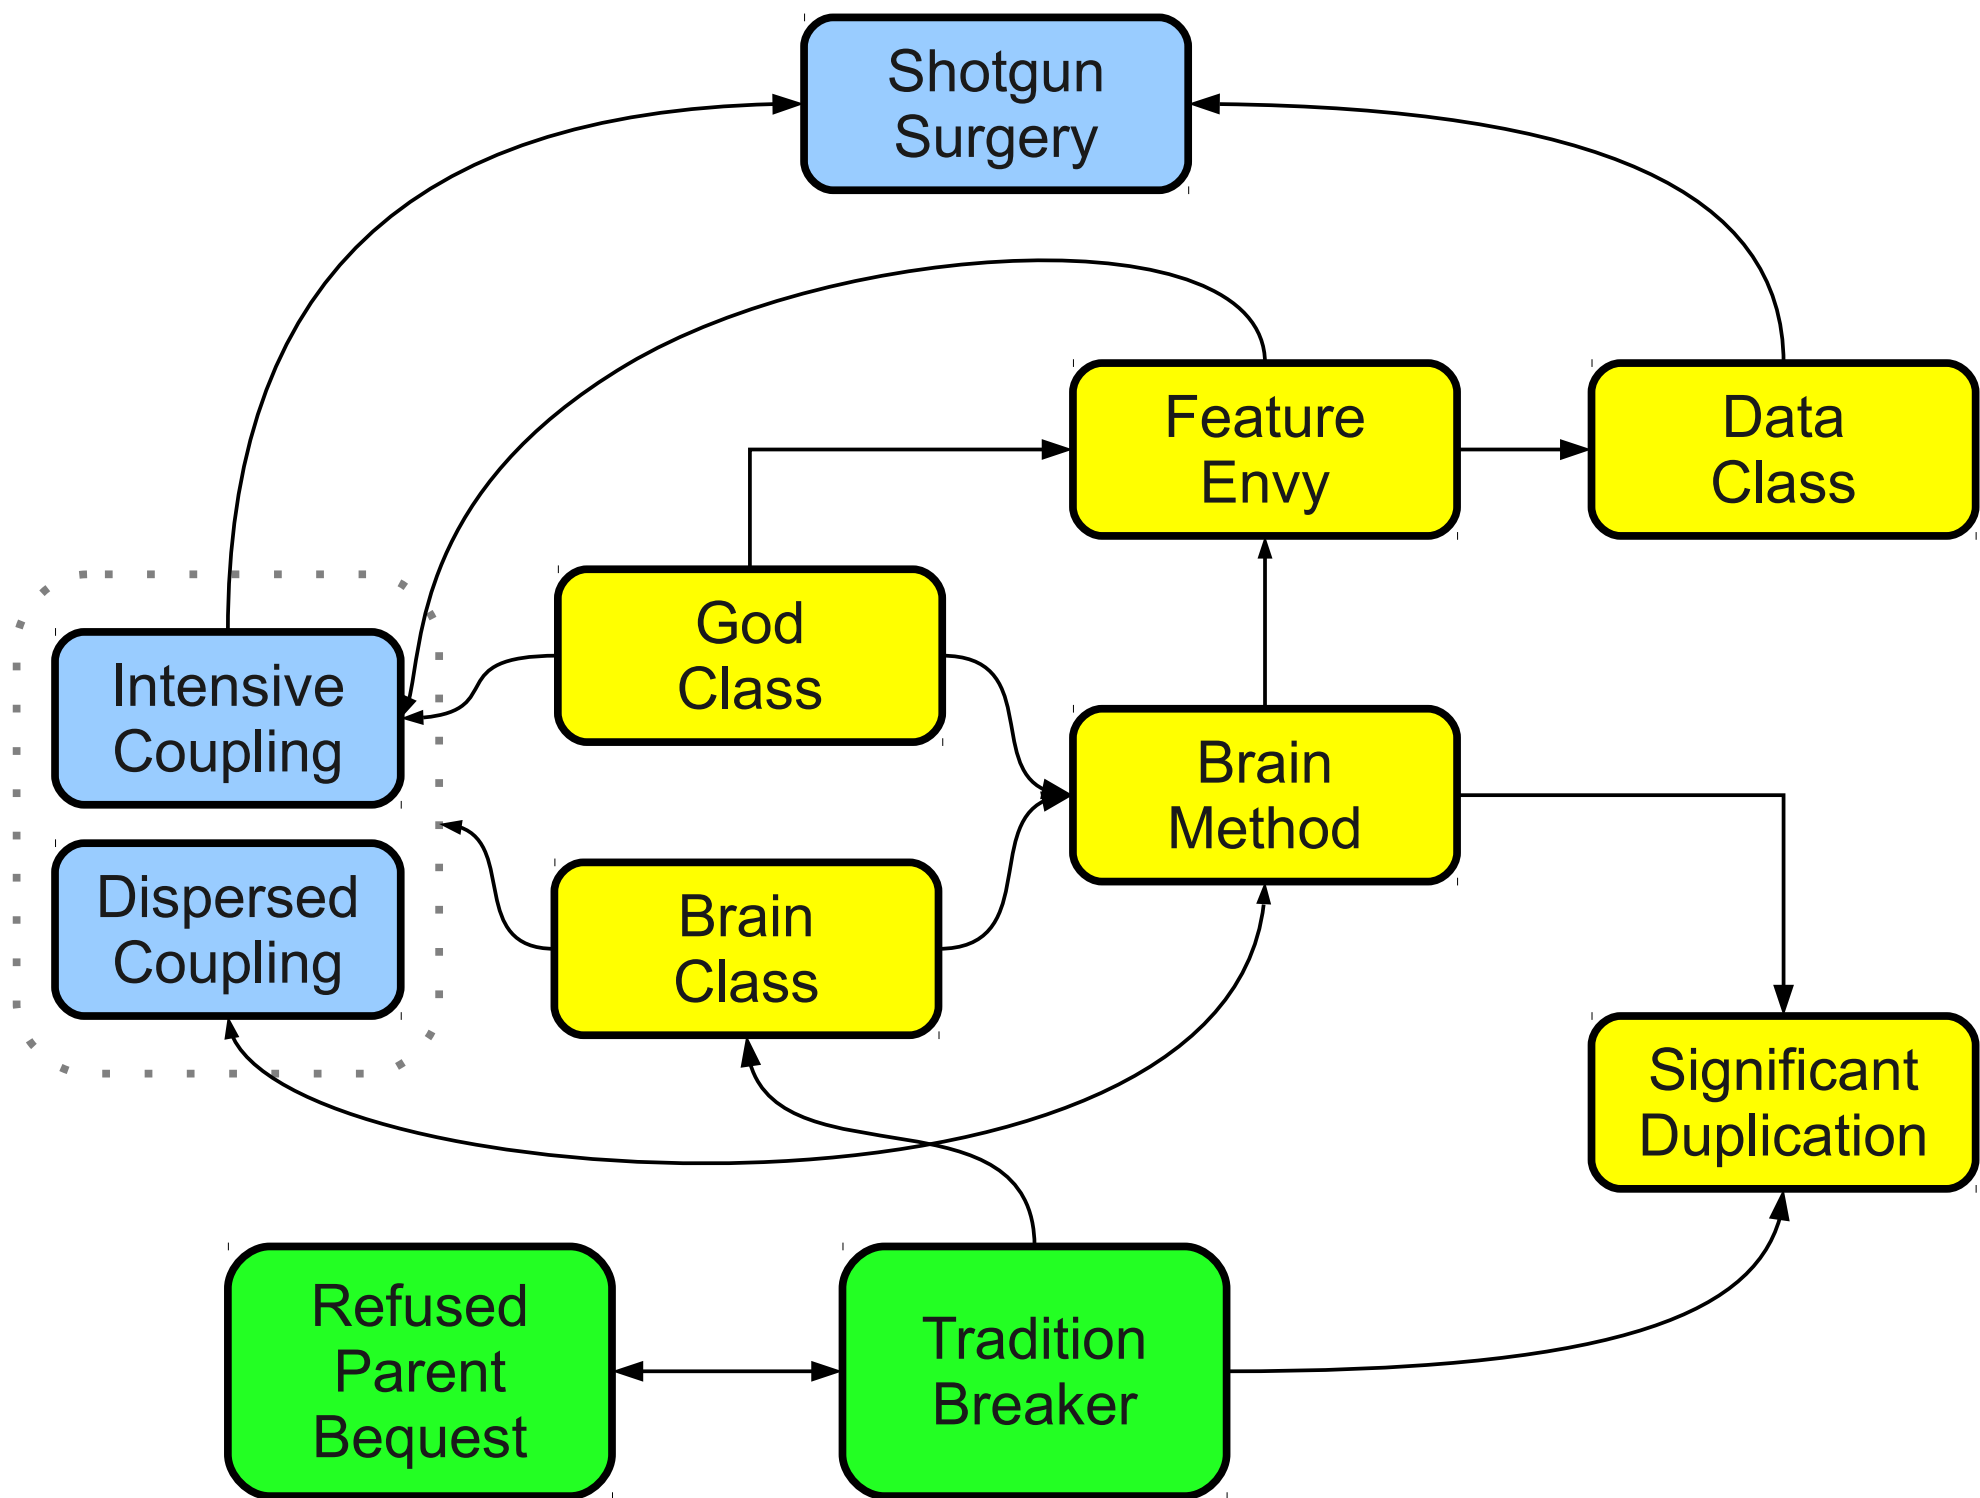 Shotgun
Surgery
Feature
Envy
Data
Class
God
Class
Intensive
Coupling
Brain
Method
Dispersed
Coupling
Brain
Class
Significant
Duplication
Refused
Parent
Bequest
Tradition
Breaker